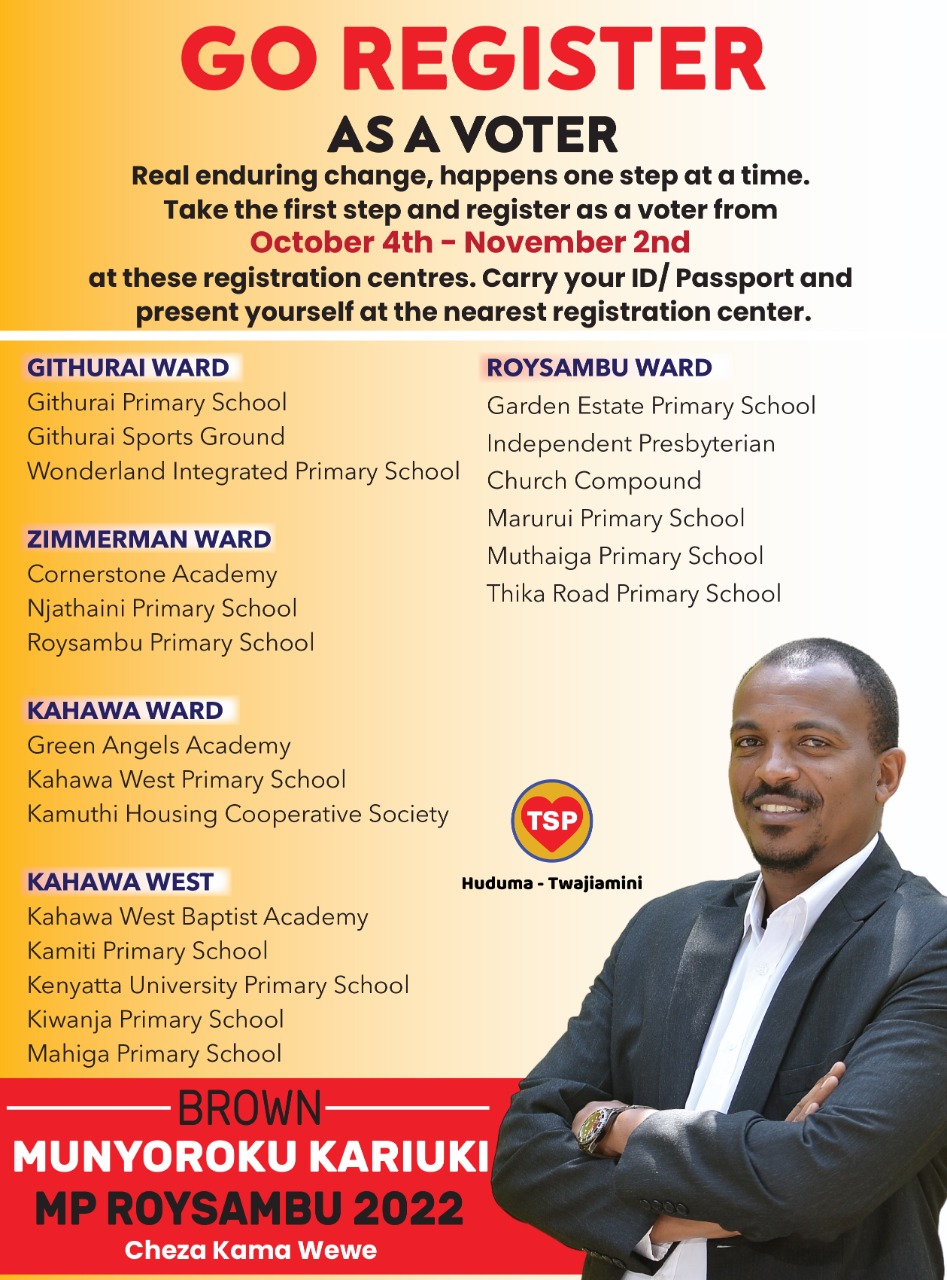 GO REGISTER
AS A VOTER
Real enduring change, happens one step at a time.
Take the first step and register as a voter from
October 4th - November 2nd
at these registration centres. Carry your ID/ Passport and
present yourself at the nearest registration center.
GITHURAI WARD
Githurai Primary School
Githurai Sports Ground
Wonderland Integrated Primary School
ZIMMERMAN WARD
Cornerstone Academy
Njathaini Primary School
Roysambu Primary School
KAHAWA WARD
Green Angels Academy
Kahawa West Primary School
Kamuthi Housing Cooperative Society
KAHAWA WEST
Kahawa West Baptist Academy
Kamiti Primary School
Kenyatta University Primary School
Kiwanja Primary School
Mahiga Primary School
ROYSAMBU WARD
Garden Estate Primary School
Independent Presbyterian
Church Compound
Marurui Primary School
Muthaiga Primary School
Thika Road Primary School
TSP
Huduma - Twajiamini
BROWN
MUNYOROKU KARIUKI
MP ROYSAMBU 2022
Cheza Kama Wewe